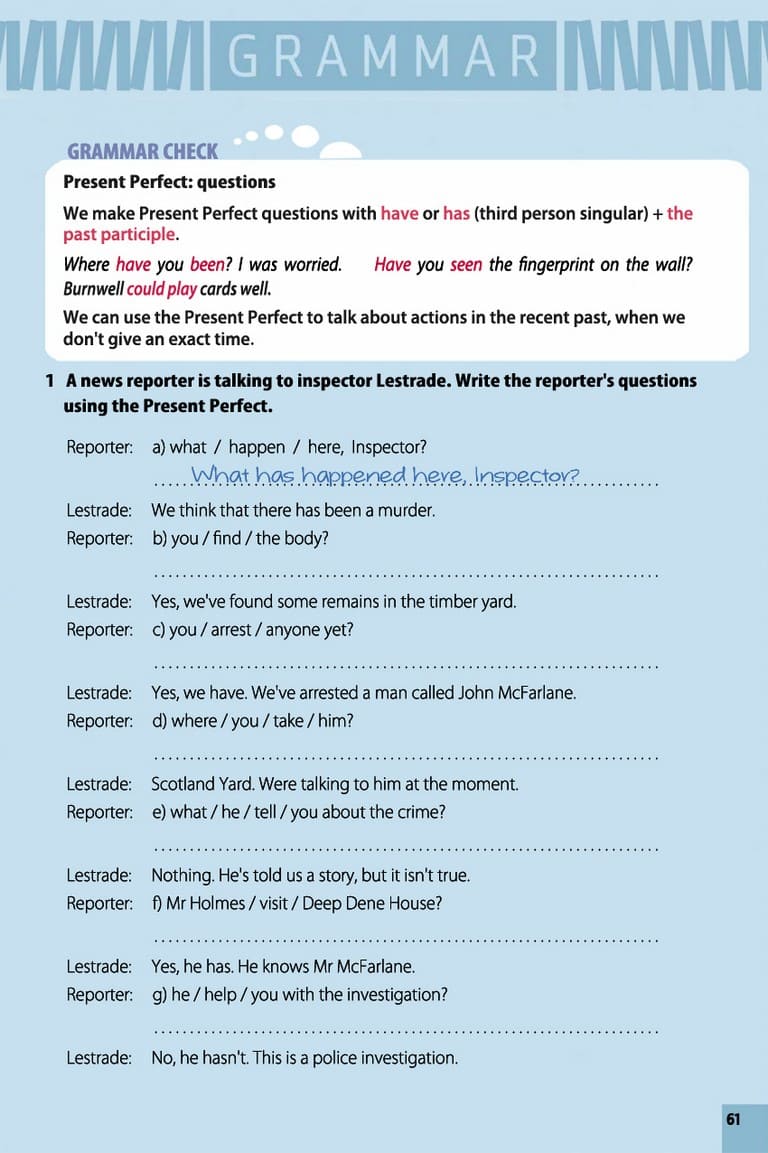 GRAMMAR
GRAMMAR CHECK
Present Perfect: questions
We make Present Perfect questions with have or has (third person singular) + the
past participle.
Where have you been? I was worried. Have you seen the fingerprint on the wall?
Burnwell could play cards well.
We can use the Present Perfect to talk about actions in the recent past, when we
don't give an exact time.
1 A news reporter is talking to inspector Lestrade. Write the reporter's questions
using the Present Perfect.
Reporter: a) what / happen / here, Inspector?
What has happened here, Inspector?
Lestrade: We think that there has been a murder.
Reporter: b) you / find / the body?
Lestrade: Yes, we've found some remains in the timber yard.
Reporter: c) you / arrest / anyone yet?
Lestrade: Yes, we have. We've arrested a man called John McFarlane.
Reporter: d) where / you / take / him?
Lestrade: Scotland Yard. Were talking to him at the moment.
Reporter: e) what / he / tell / you about the crime?
Lestrade: Nothing. He's told us a story, but it isn't true.
Reporter: f) Mr Holmes / visit / Deep Dene House?
Lestrade: Yes, he has. He knows Mr McFarlane.
Reporter: g) he / help / you with the investigation?
Lestrade: No, he hasn't. This is a police investigation.
61